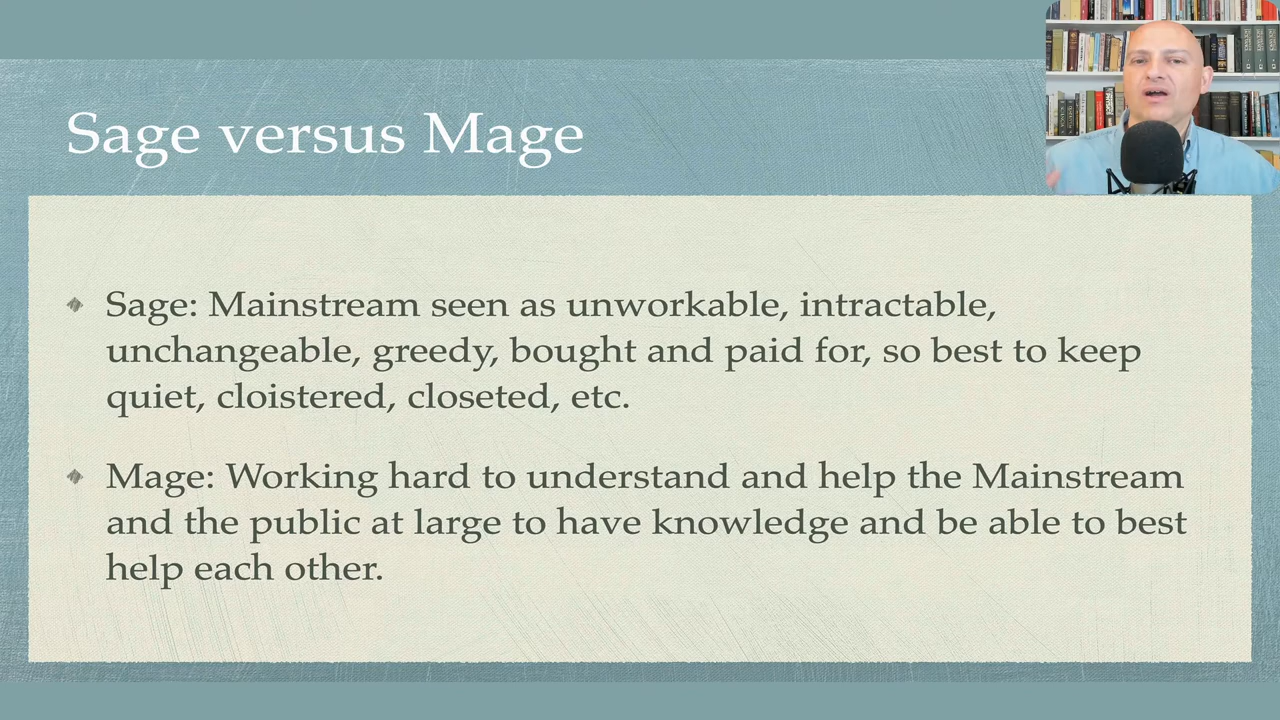 Sage versus Mage
Sage: Mainstream seen as unworkable, intractable,
unchangeable, greedy, bought and paid for, so best to keep
quiet, cloistered, closeted, etc.
Mage: Working hard to understand and help the Mainstream
and the public at large to have knowledge and be able to best
help each other.